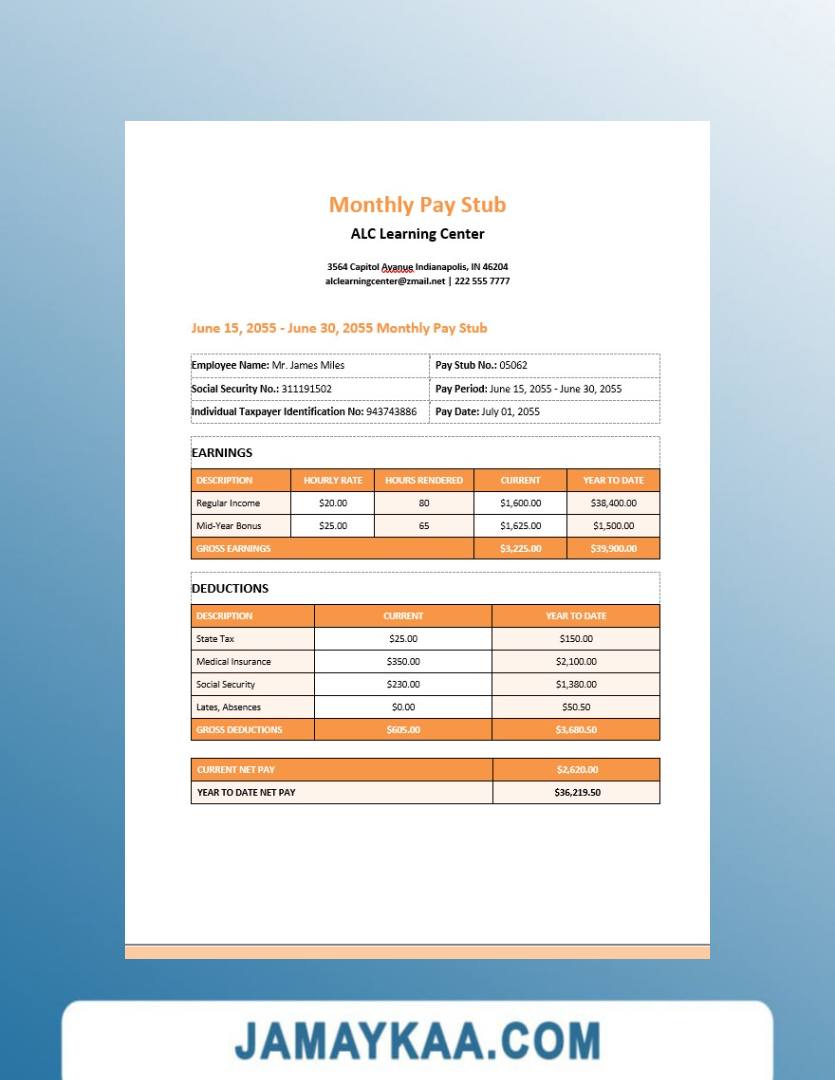 Monthly Pay Stub
ALC Learning Center
3564 Capitol Avanue Indianapolis, IN 46204
alclearningcenter@zmail.net | 222 555 7777
June 15, 2055 - June 30, 2055 Monthly Pay Stub
Employee Name: Mr. James Miles Pay Stub No.: 05062
Social Security No.: 311191502 Pay Period: June 15, 2055 - June 30, 2055
Individual Taxpayer Identification No: 943743886 Pay Date: July 01, 2055
EARNINGS
DESCRIPTION HOURLY RATE HOURS RENDERED CURRENT YEAR TO DATE
Regular Income $20.00 80 $1,600.00 $38,400.00
Mid-Year Bonus $25.00 65 $1,625.00 $1,500.00
GROSS EARNINGS $3,225.00 $39,900.00
DEDUCTIONS
DESCRIPTION CURRENT YEAR TO DATE
State Tax $25.00 $150.00
Medical Insurance $350.00 $2,100.00
Social Security $230.00 $1,380.00
Lates, Absences $0.00 $50.50
GROSS DEDUCTIONS $605.00 $3,680.50
CURRENT NET PAY $2,620.00
YEAR TO DATE NET PAY $36,219.50
JAMAYKAA.COM